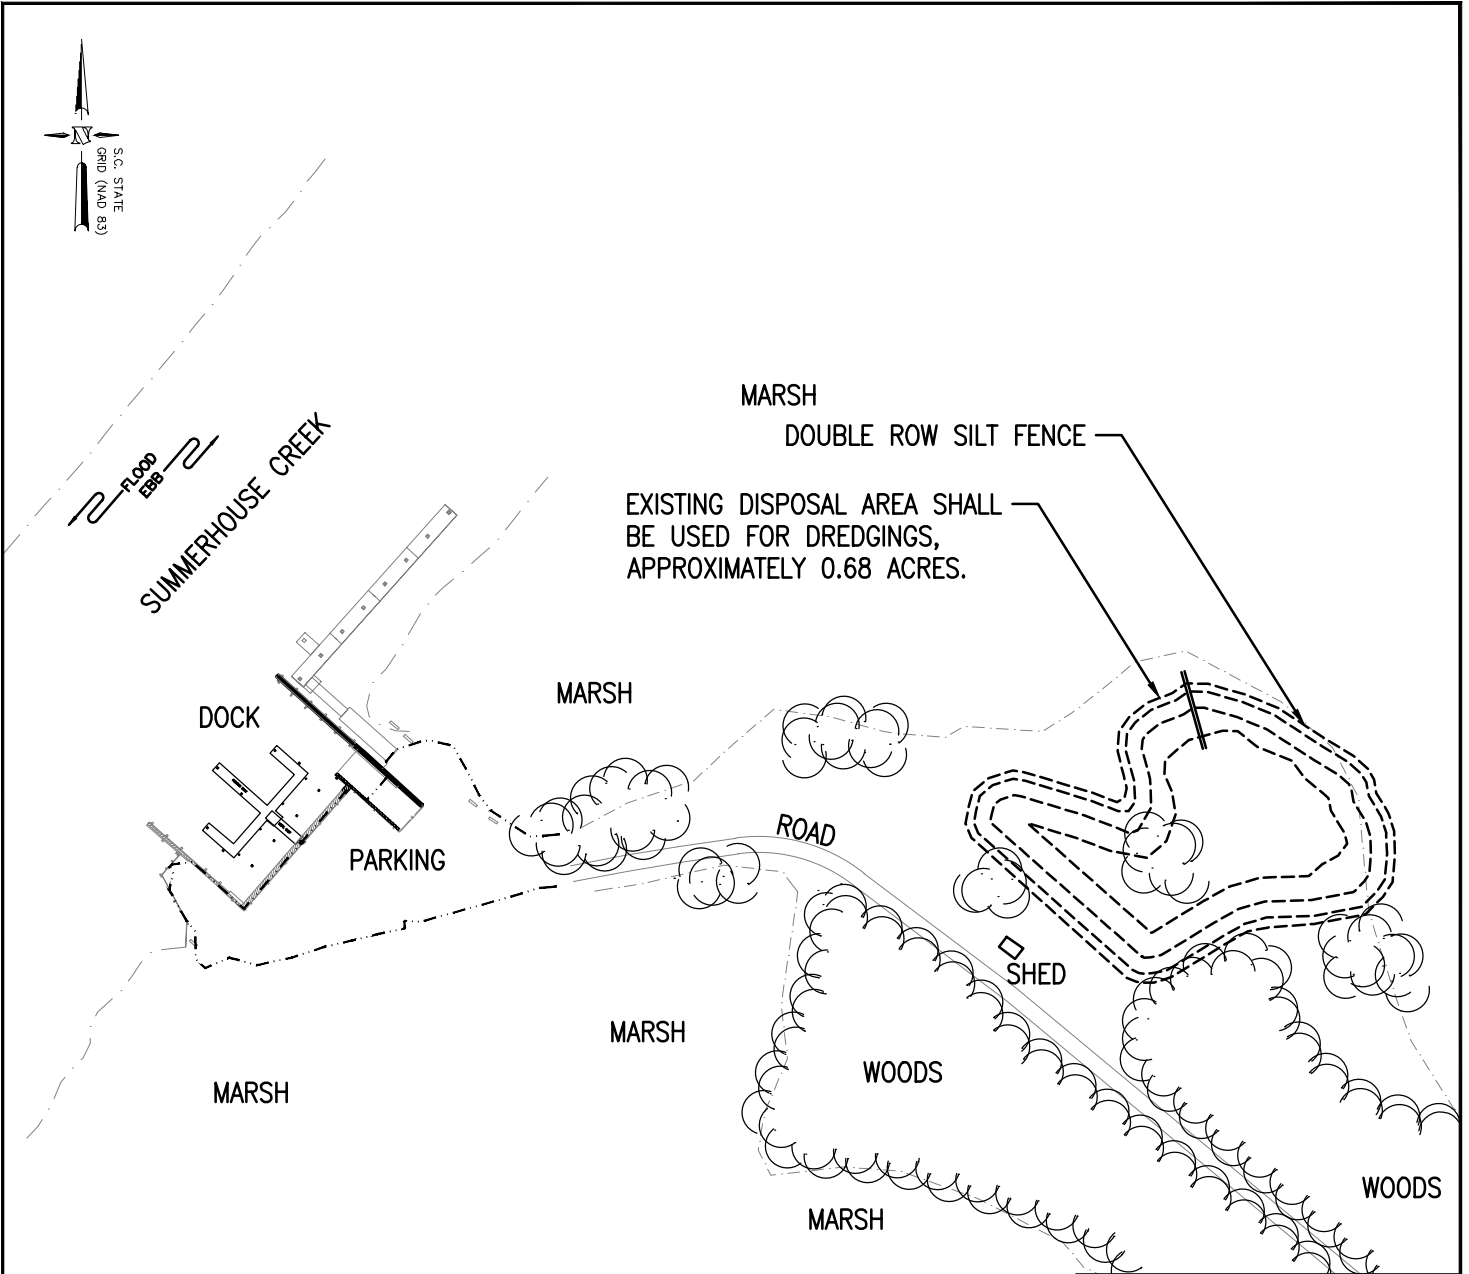 N
S.C. STATE
GRID (NAD 83)
MARSH
DOUBLE ROW SILT FENCE
FLOOD
EBB
SUMMERHOUSE CREEK
EXISTING DISPOSAL AREA SHALL
BE USED FOR DREDGINGS,
APPROXIMATELY 0.68 ACRES.
MARSH
DOCK
ROAD
PARKING
SHED
MARSH
WOODS
MARSH
WOODS
MARSH